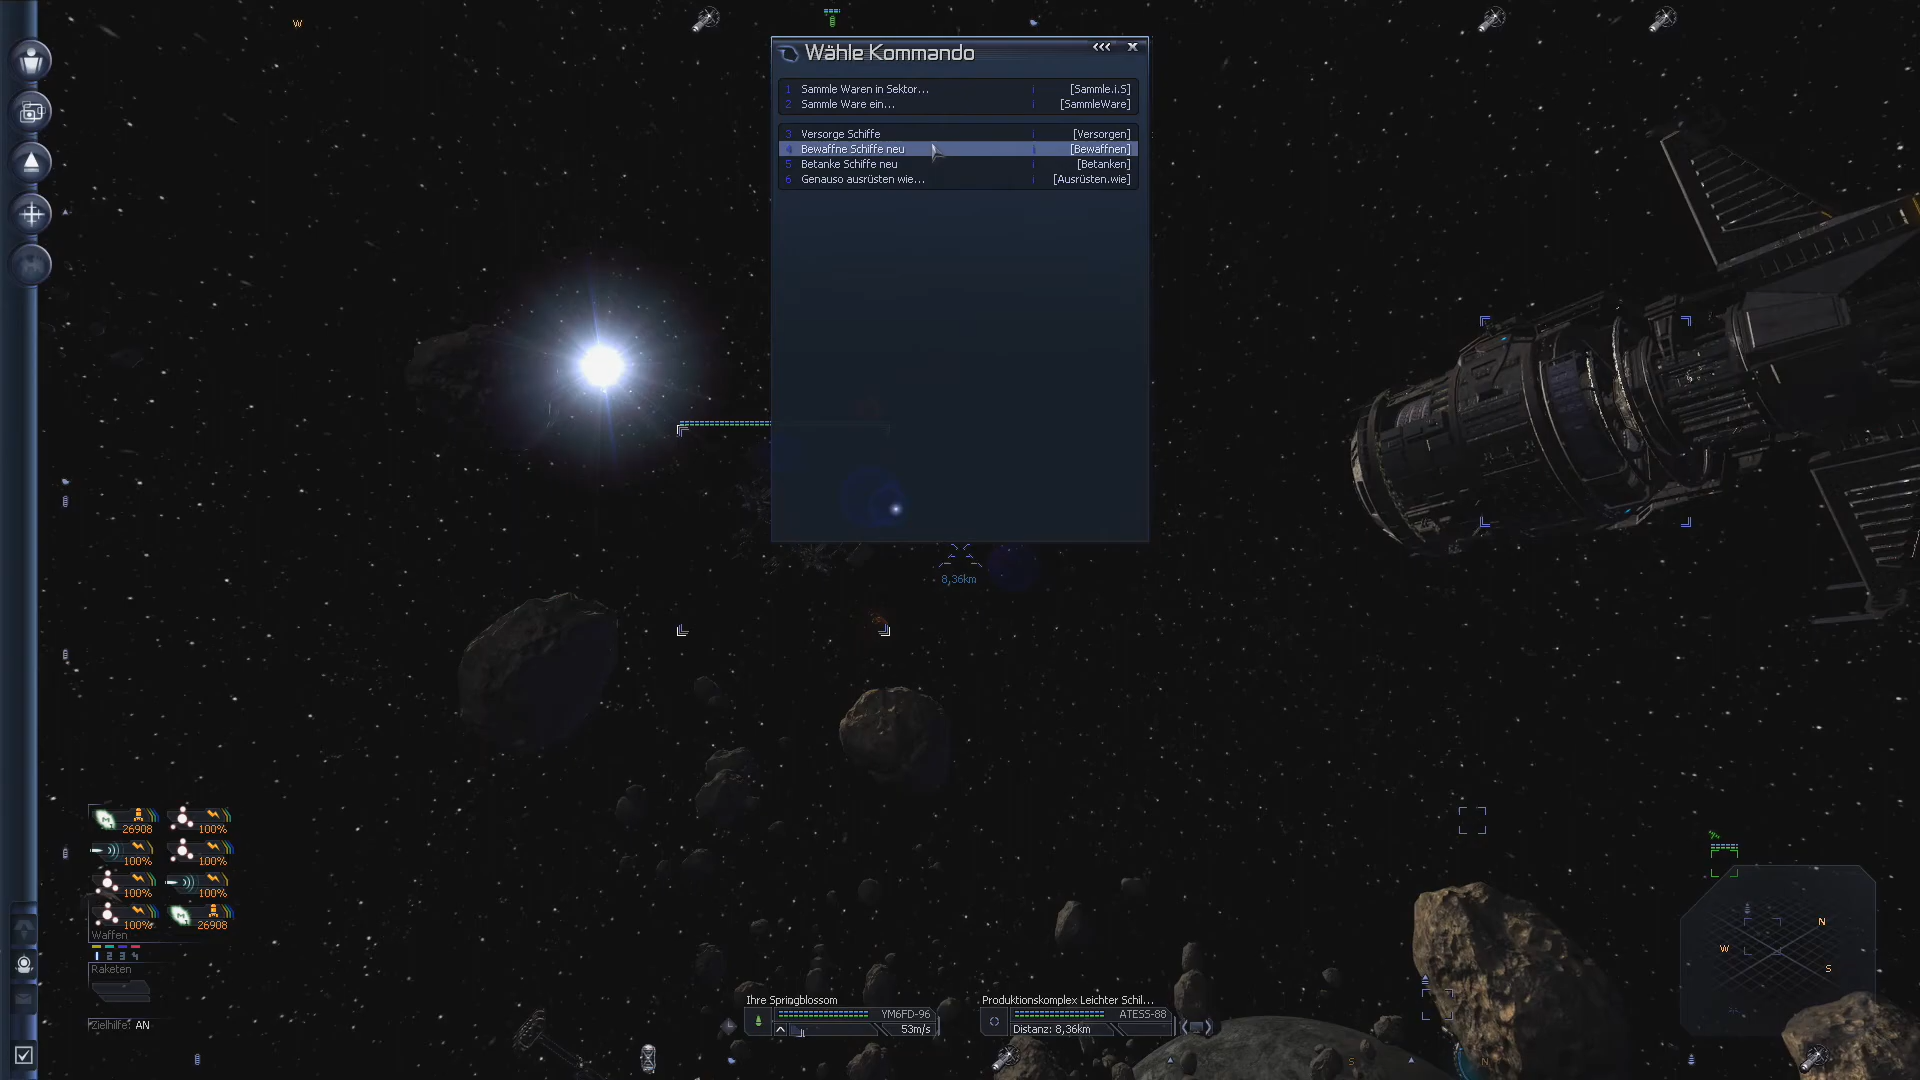 W
Wähle Kommando
1 Sammle Waren in Sektor... i [Sammle.i.S]
2 Sammle Ware ein... i [SammleWare]
3 Versorge Schiffe i [Versorgen]
4 Bewaffne Schiffe neu i [Bewaffnen]
5 Betanke Schiffe neu i [Betanken]
6 Genauso ausrüsten wie... i [Ausrüsten.wie]
8,36km
26908 100%
100% 100%
100% 100%
100% 26908
Waffen
1 2 3 4
Raketen
Zielhilfe: AN
Ihre Springblossom
YM6FD-96
53m/s
Produktionskomplex Leichter Schil...
ATESS-88
Distanz: 8,36km
N
W
S
S
N